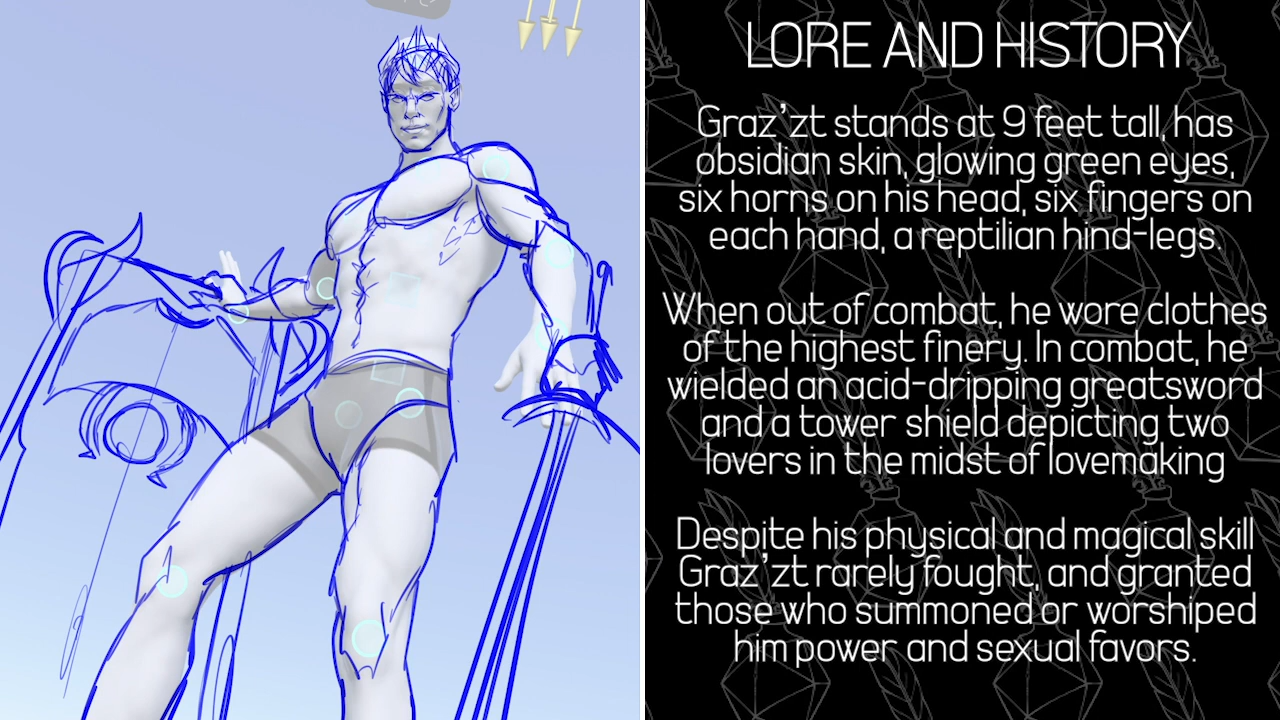 LORE AND HISTORY
Graz'zt stands at 9 feet tall, has
obsidian skin, glowing green eyes,
six horns on his head, six fingers on
each hand, a reptilian hind-legs.
When out of combat, he wore clothes
of the highest finery. In combat, he
wielded an acid-dripping greatsword
and a tower shield depicting two
lovers in the midst of lovemaking
Despite his physical and magical skill
Graz'zt rarely fought, and granted
those who summoned or worshiped
him power and sexual favors.